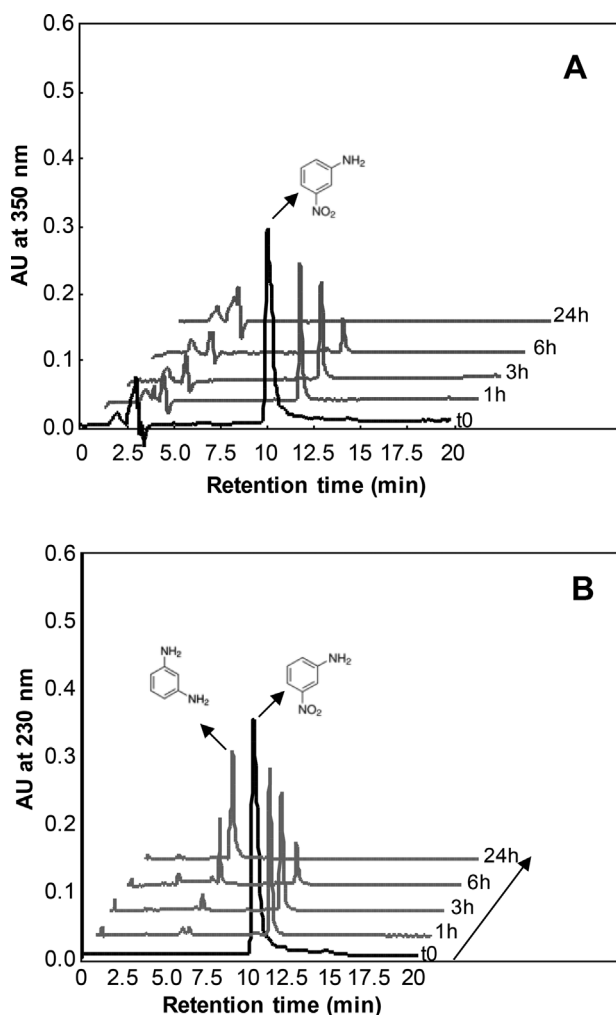 0.6
A
0.5
0.4
NH2
0.3
NO2
AU at 350 nm
0.2
24h
6h
0.1
3h
1h
0.0
t0
0 2.5 5.0 7.5 10 12.5 15 17.5 20
Retention time (min)
0.6
B
0.5
NH2
NH2
0.4
NH2
NO2
AU at 230 nm
0.3
0.2
24h
6h
0.1
3h
1h
0.0
t0
0 2.5 5.0 7.5 10 12.5 15 17.5 20
Retention time (min)